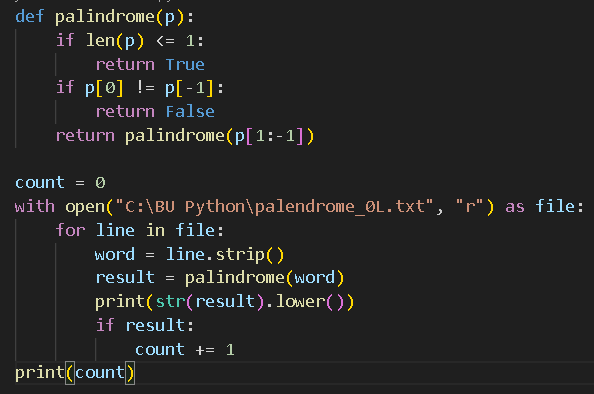 def palindrome(p):
    if len(p) <= 1:
        return True
    if p[0] != p[-1]:
        return False
    return palindrome(p[1:-1])

count = 0
with open("C:\BU Python\palendrome_0L.txt", "r") as file:
    for line in file:
        word = line.strip()
        result = palindrome(word)
        print(str(result).lower())
        if result:
            count += 1
print(count)